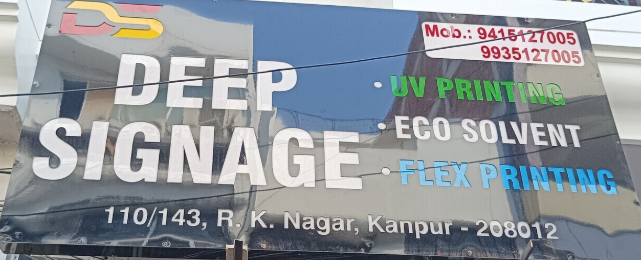 DS
Mob.: 9415127005
9935127005
DEEP
SIGNAGE
• UV PRINTING
• ECO SOLVENT
• FLEX PRINTING
110/143, R. K. Nagar, Kanpur - 208012